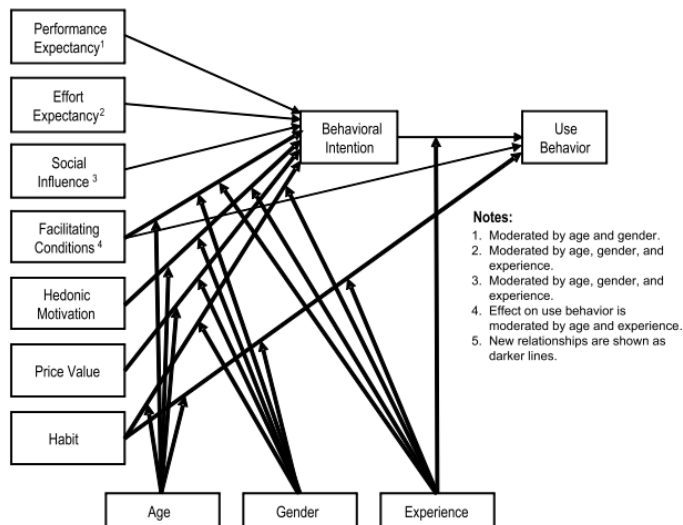 Performance
Expectancy1
Effort
Expectancy2
Social
Influence 3
Facilitating
Conditions 4
Hedonic
Motivation
Price Value
Habit
Behavioral
Intention
Use
Behavior
Notes:
1. Moderated by age and gender.
2. Moderated by age, gender, and
experience.
3. Moderated by age, gender, and
experience.
4. Effect on use behavior is
moderated by age and experience.
5. New relationships are shown as
darker lines.
Age
Gender
Experience